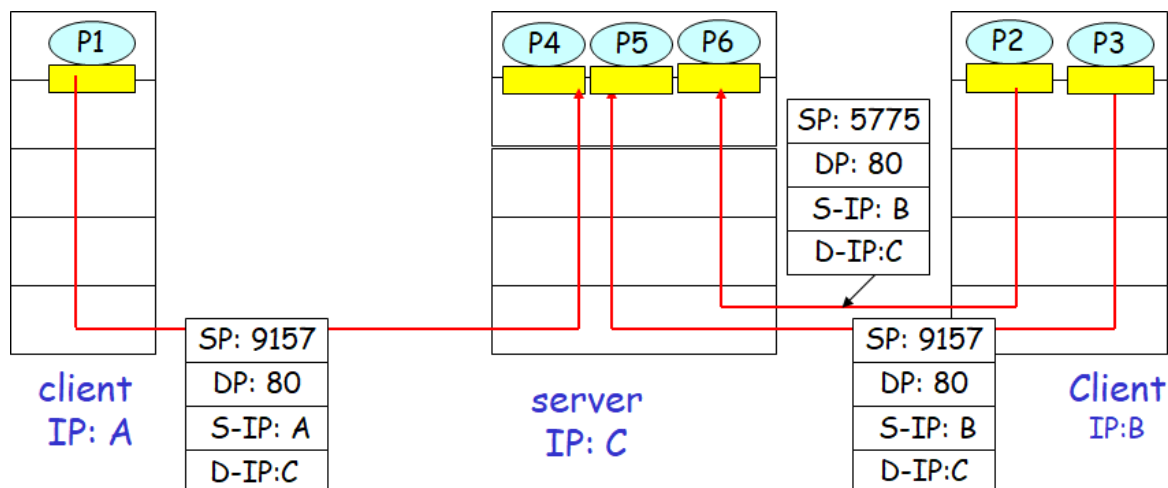 P1
P4
P5
P6
P2
P3
SP: 5775
DP: 80
S-IP: B
D-IP:C
SP: 9157
DP: 80
S-IP: A
D-IP:C
SP: 9157
DP: 80
S-IP: B
D-IP:C
client
IP: A
server
IP: C
Client
IP:B